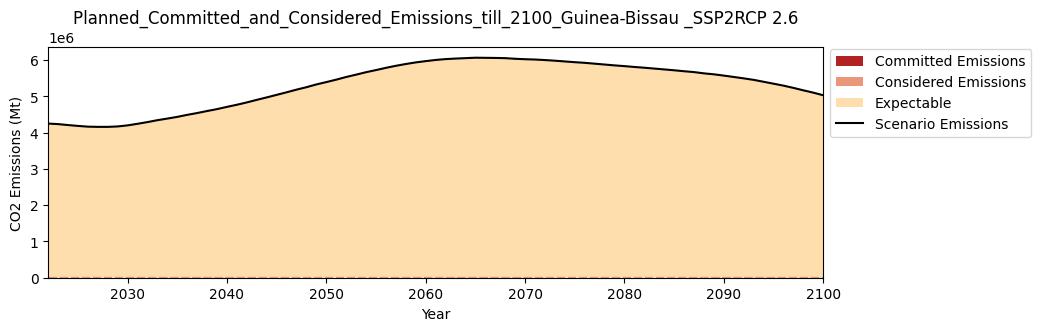 Planned_Committed_and_Considered_Emissions_till_2100_Guinea-Bissau _SSP2RCP 2.6
1e6
6
5
4
3
2
1
0
CO2 Emissions (Mt)
2030 2040 2050 2060 2070 2080 2090 2100
Year
Committed Emissions
Considered Emissions
Expectable
Scenario Emissions